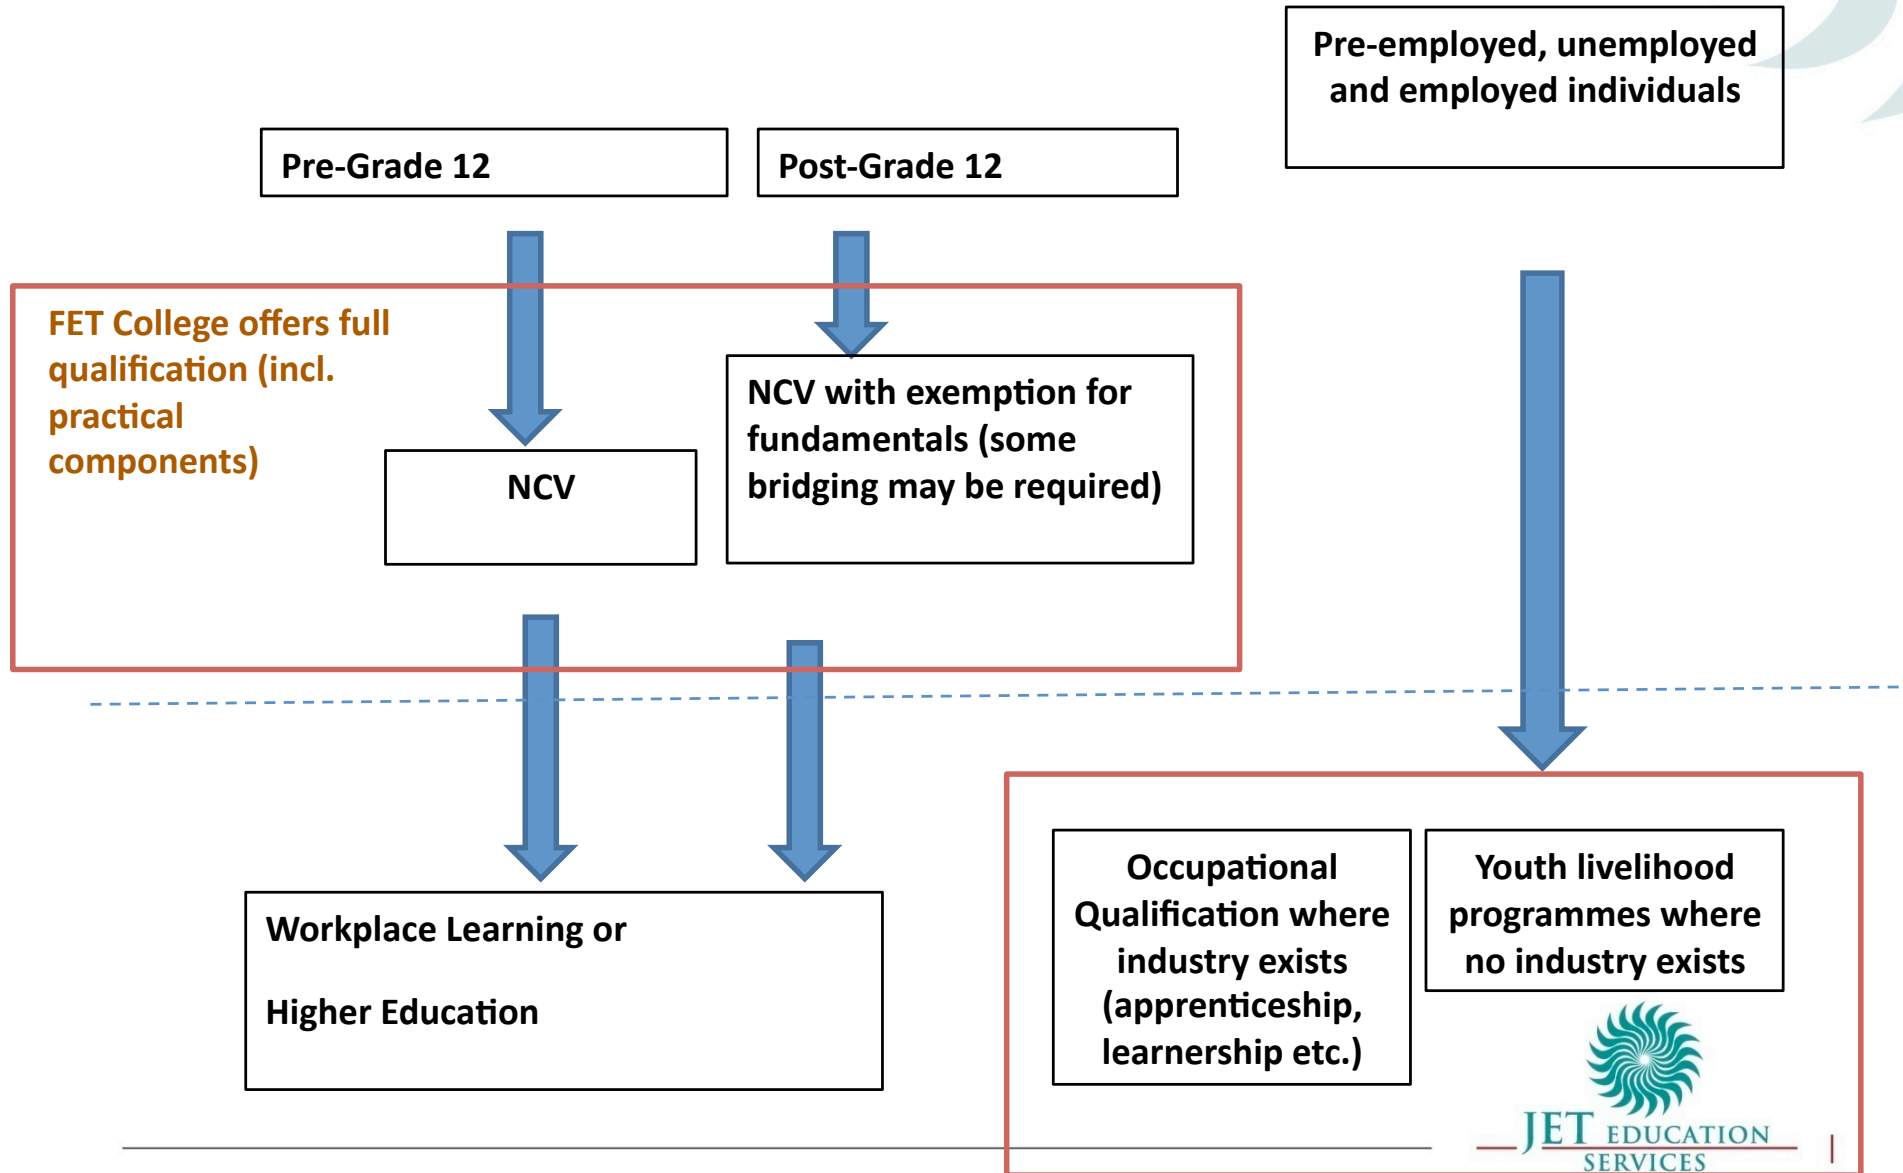 Pre-employed, unemployed
and employed individuals
Pre-Grade 12
Post-Grade 12
FET College offers full
qualification (incl.
practical
components)
NCV
NCV with exemption for
fundamentals (some
bridging may be required)
Workplace Learning or
Higher Education
Occupational
Qualification where
industry exists
(apprenticeship,
learnership etc.)
Youth livelihood
programmes where
no industry exists
JET EDUCATION
SERVICES